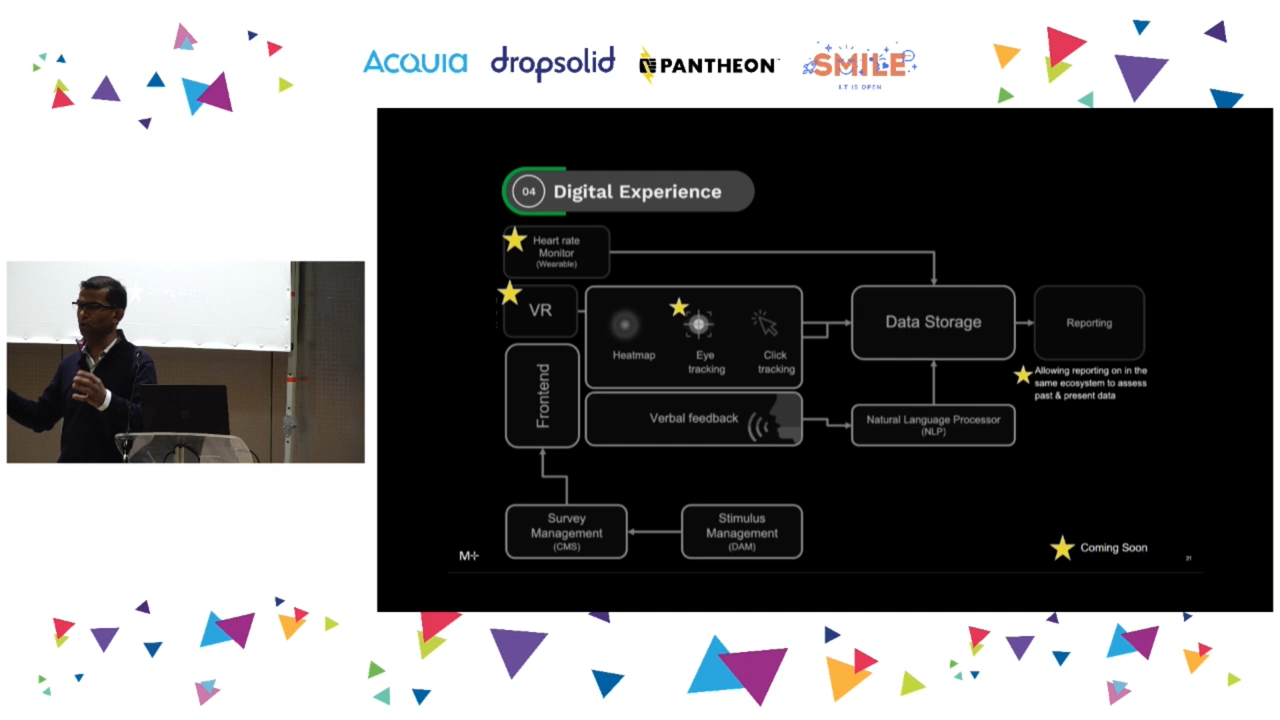 ACQUIA dropsolid PANTHEON SMILE
IT IS OPEN
04 Digital Experience
Heart rate
Monitor
(Wearable)
VR
Heatmap
Eye
tracking
Click
tracking
Data Storage
Reporting
Allowing reporting on in the
same ecosystem to assess
past & present data
Frontend
Verbal feedback
Natural Language Processor
(NLP)
Survey
Management
(CMS)
Stimulus
Management
(DAM)
Coming Soon
M+
31